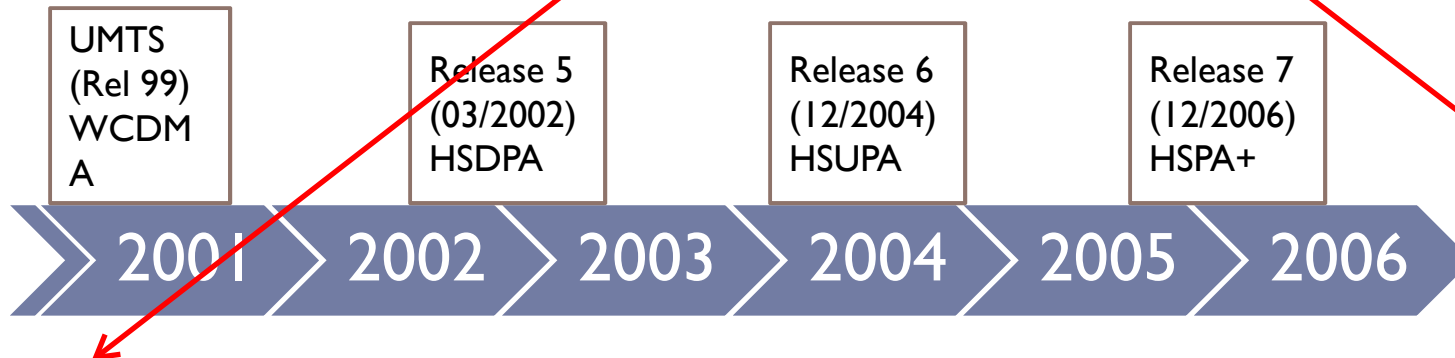 UMTS
(Rel 99)
WCDM
A
Release 5
(03/2002)
HSDPA
Release 6
(12/2004)
HSUPA
Release 7
(12/2006)
HSPA+
2001 2002 2003 2004 2005 2006